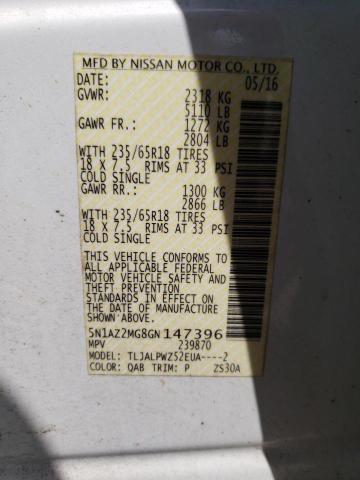 MFD BY NISSAN MOTOR CO., LTD.
DATE: 05/16
GVWR: 2318 KG
5110 LB
GAWR FR.: 1272 KG
2804 LB
WITH 235/65R18 TIRES
18 X 7.5 RIMS AT 33 PSI
COLD SINGLE
GAWR RR.: 1300 KG
2866 LB
WITH 235/65R18 TIRES
18 X 7.5 RIMS AT 33 PSI
COLD SINGLE
THIS VEHICLE CONFORMS TO
ALL APPLICABLE FEDERAL
MOTOR VEHICLE SAFETY AND
THEFT PREVENTION
STANDARDS IN EFFECT ON
THE DATE OF MANUFACTURE
SHOWN ABOVE.
5N1AZ2MG8GN147396
MPV 239870
MODEL: TLJALPWZ52EUA----2
COLOR: QAB TRIM: P ZS30A